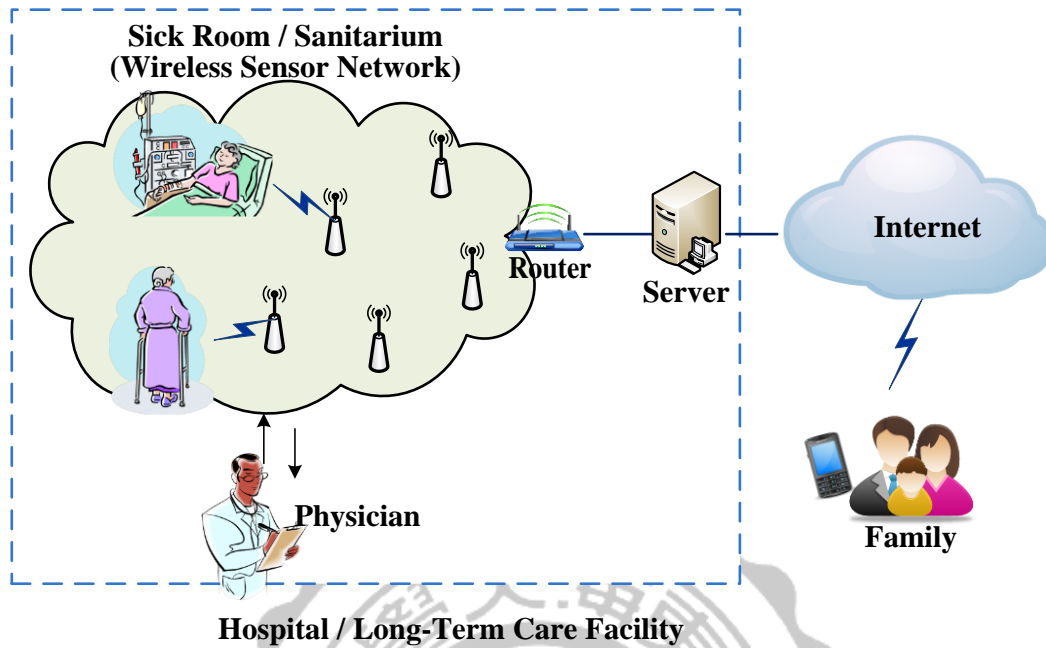 Sick Room / Sanitarium
(Wireless Sensor Network)
Router
Server
Internet
Physician
Family
Hospital / Long-Term Care Facility